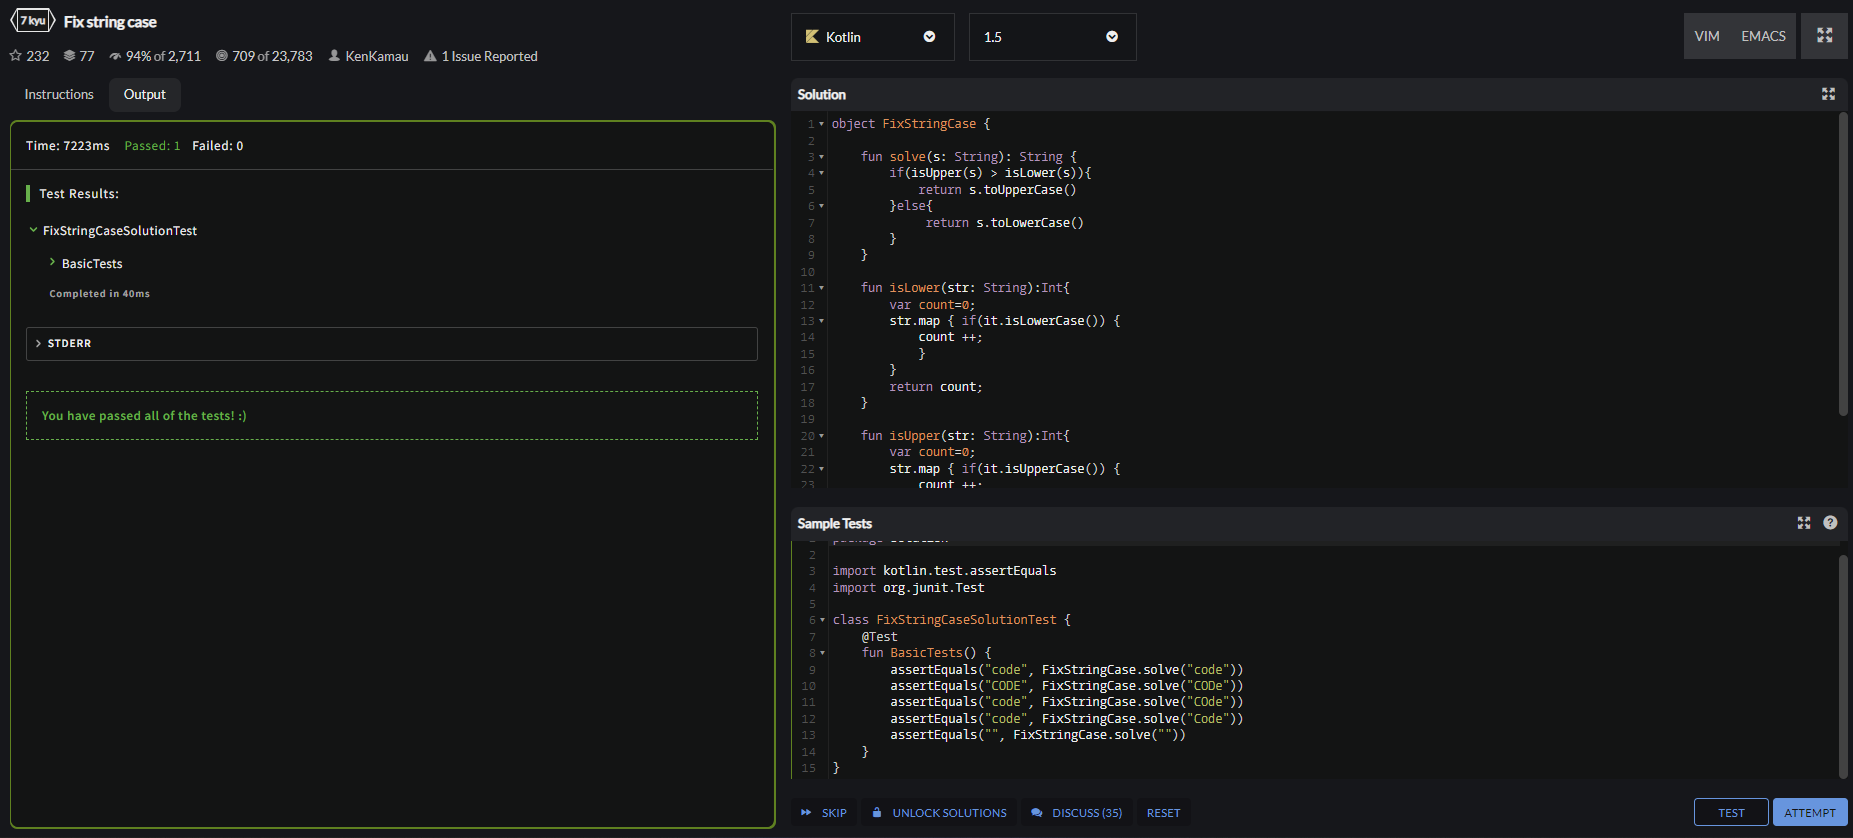 7 kyu Fix string case
232 77 94% of 2,711 709 of 23,783 KenKamau 1 Issue Reported
Instructions Output
Time: 7223ms Passed: 1 Failed: 0
Test Results:
FixStringCaseSolutionTest
BasicTests
Completed in 40ms
STDERR
You have passed all of the tests! :)
Kotlin 1.5 VIM EMACS
Solution
1 object FixStringCase {
2
3 fun solve(s: String): String {
4 if(isUpper(s) > isLower(s)){
5 return s.toUpperCase()
6 }else{
7 return s.toLowerCase()
8 }
9 }
10
11 fun isLower(str: String):Int{
12 var count=0;
13 str.map { if(it.isLowerCase()) {
14 count ++;
15 }
16 }
17 return count;
18 }
19
20 fun isUpper(str: String):Int{
21 var count=0;
22 str.map { if(it.isUpperCase()) {
23 count ++;
Sample Tests
package solution
2
3 import kotlin.test.assertEquals
4 import org.junit.Test
5
6 class FixStringCaseSolutionTest {
7 @Test
8 fun BasicTests() {
9 assertEquals("code", FixStringCase.solve("code"))
10 assertEquals("CODE", FixStringCase.solve("CODe"))
11 assertEquals("code", FixStringCase.solve("COde"))
12 assertEquals("code", FixStringCase.solve("Code"))
13 assertEquals("", FixStringCase.solve(""))
14 }
15 }
SKIP UNLOCK SOLUTIONS DISCUSS (35) RESET TEST ATTEMPT